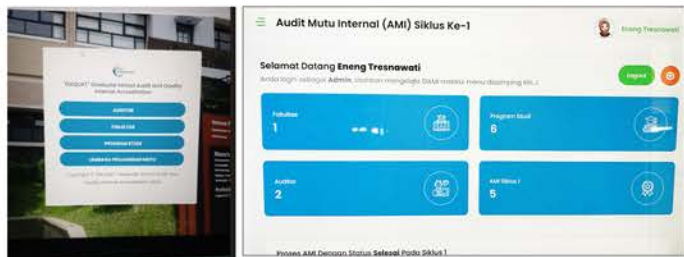 AUDITOR
FAKULTAS
PROGRAM STUDI
LEMBAGA PENJAMINAN MUTU
Audit Mutu Internal (AMI) Siklus Ke-1
Eneng Tresnawati
Selamat Datang Eneng Tresnawati
Anda login sebagai Admin, silahkan mengelola Data melalui menu disamping kiri..!
Logout
Fakultas
1
Program Studi
6
Auditor
2
AMI Siklus 1
5
Proses AMI Dengan Status Selesai Pada Siklus 1